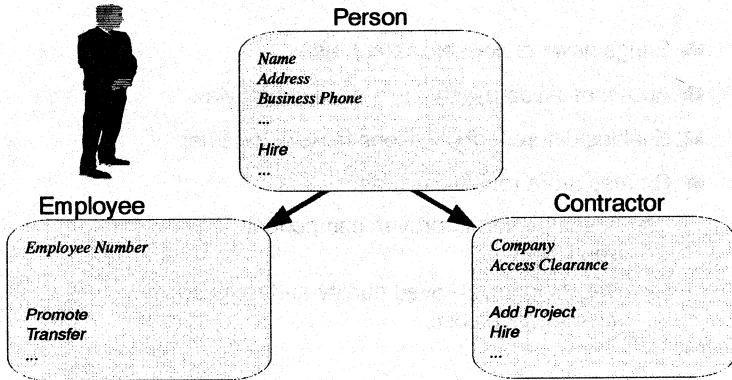 Person
Name
Address
Business Phone
...
Hire
...
Employee
Employee Number
Promote
Transfer
...
Contractor
Company
Access Clearance
Add Project
Hire
...